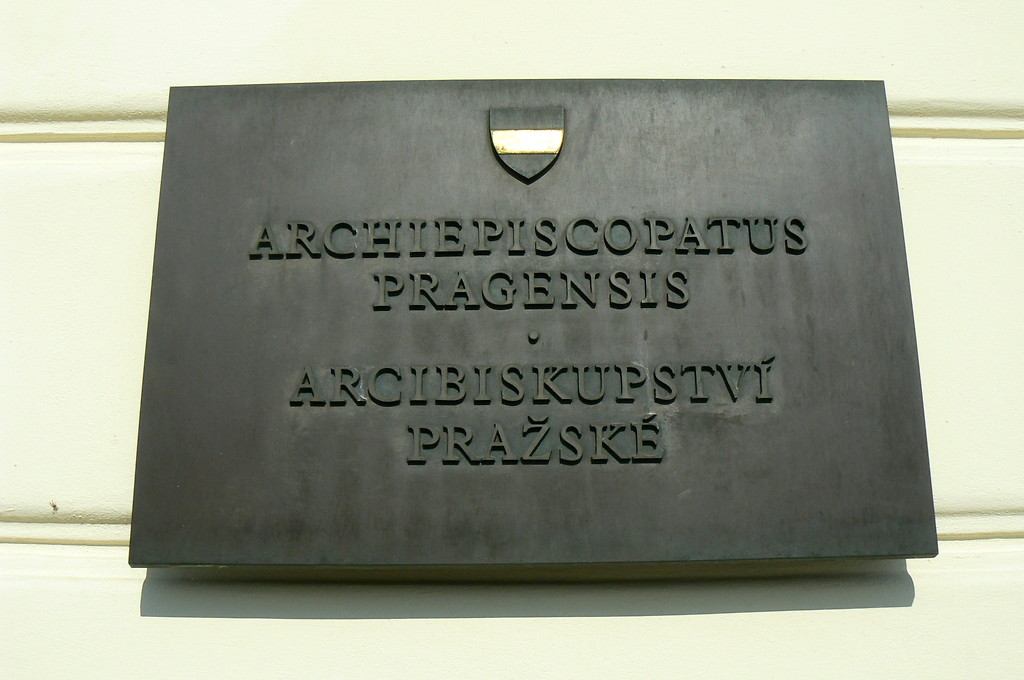 ARCHIEPISCOPATUS
PRAGENSIS
·
ARCIBISKUPSTVÍ
PRAŽSKÉ